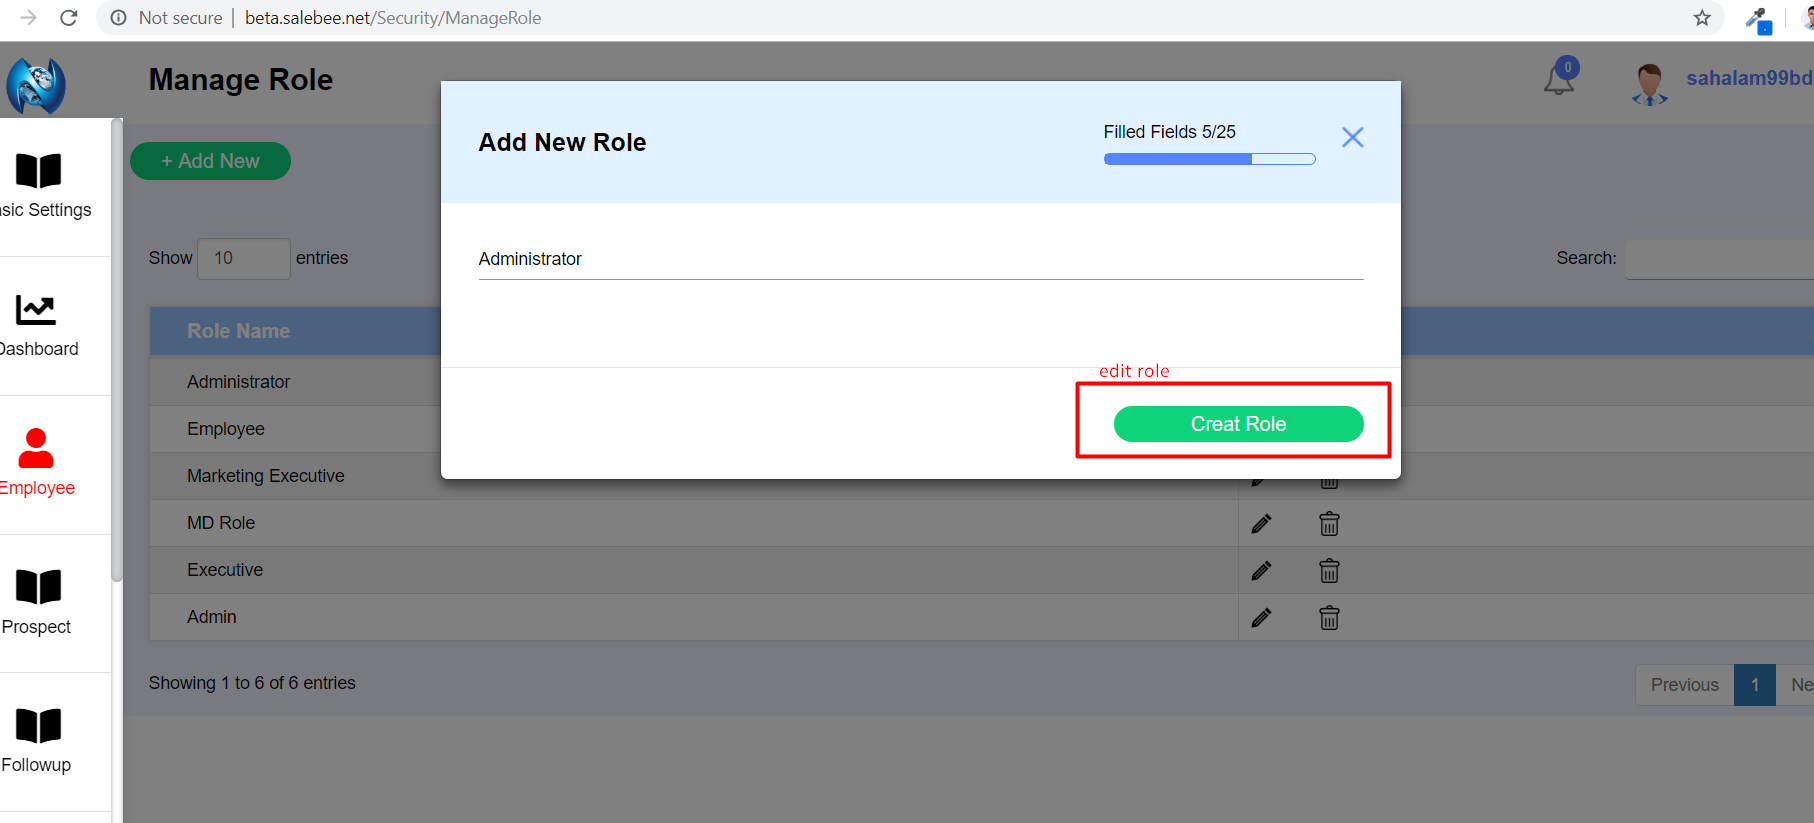 Not secure | beta.salebee.net/Security/ManageRole
Manage Role
0
sahalam99bd
Add New Role
Filled Fields 5/25
+ Add New
Administrator
Show 10 entries
Search:
Role Name
Administrator
Employee
Marketing Executive
MD Role
Executive
Admin
edit role
Creat Role
Showing 1 to 6 of 6 entries
Previous 1 Ne
sic Settings
Dashboard
Employee
Prospect
Followup